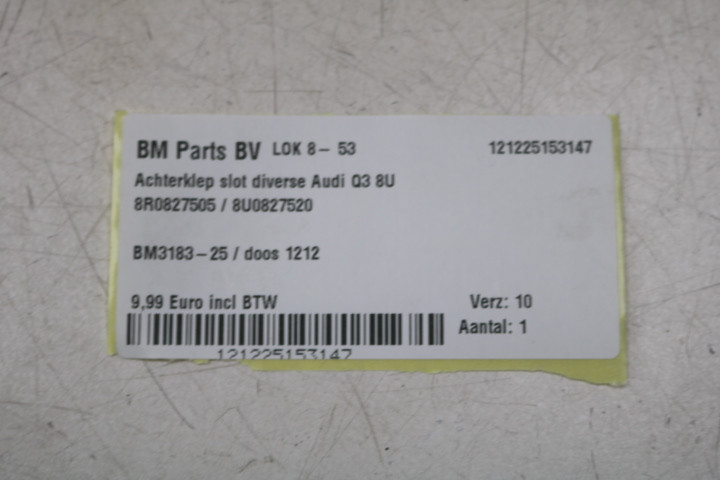 BM Parts BV LOK 8- 53 121225153147
Achterklep slot diverse Audi Q3 8U
8R0827505 / 8U0827520
BM3183-25 / doos 1212
9,99 Euro incl BTW Verz: 10
Aantal: 1
121225153147